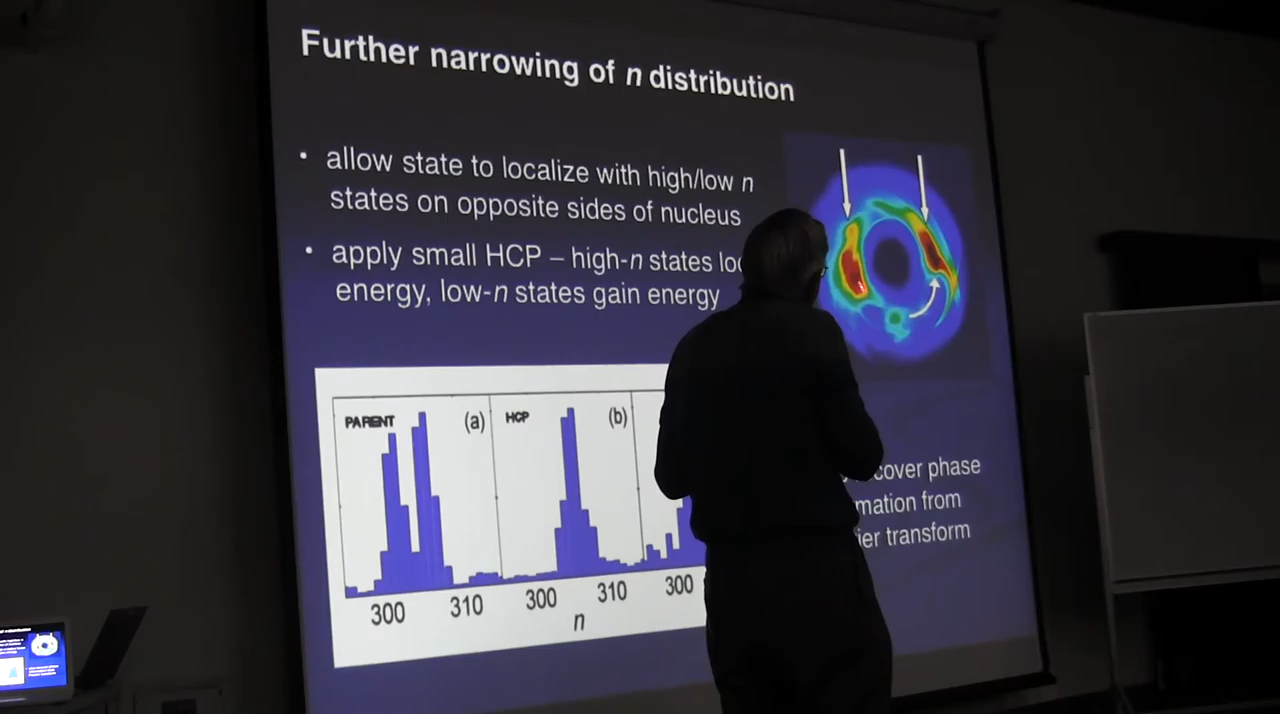 Further narrowing of n distribution
• allow state to localize with high/low n
states on opposite sides of nucleus
• apply small HCP – high-n states
energy, low-n states gain energy
PARENT (a)
HCP (b)
300 310 300 310 300
n
cover phase
mation from
ier transform